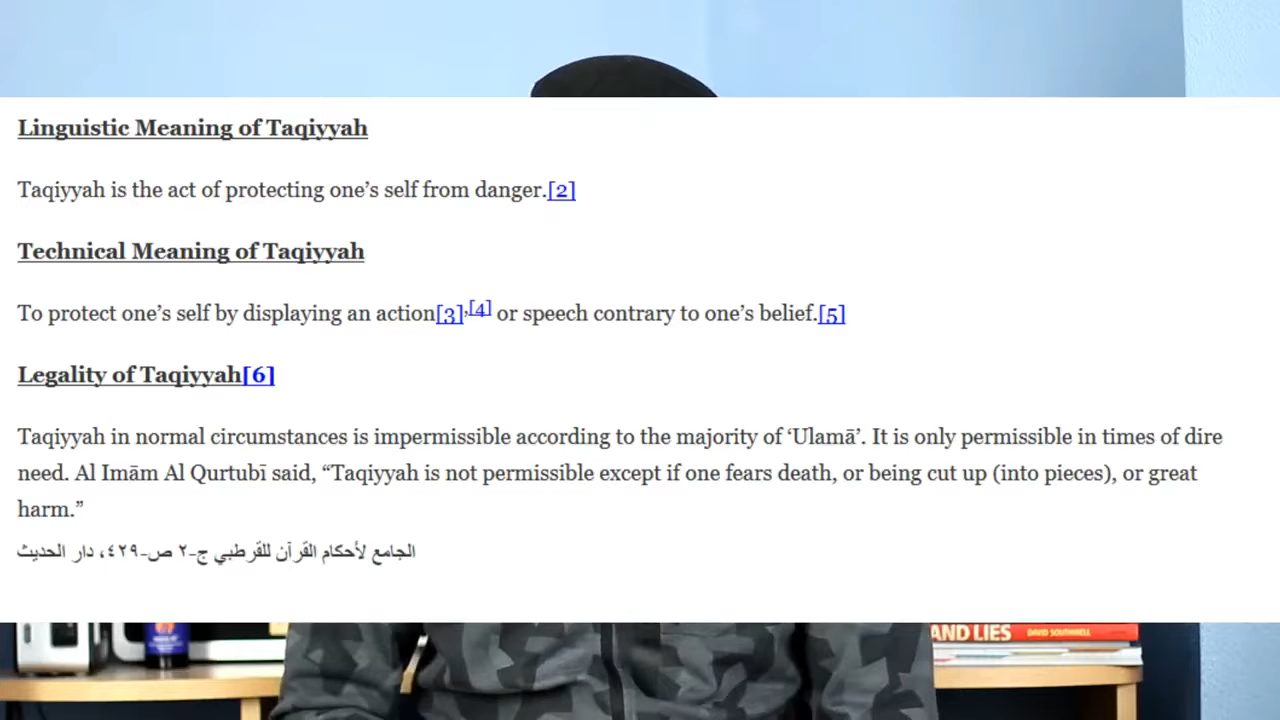 Linguistic Meaning of Taqiyyah
Taqiyyah is the act of protecting one’s self from danger.[2]
Technical Meaning of Taqiyyah
To protect one’s self by displaying an action[3],[4] or speech contrary to one’s belief.[5]
Legality of Taqiyyah[6]
Taqiyyah in normal circumstances is impermissible according to the majority of ‘Ulamā’. It is only permissible in times of dire
need. Al Imām Al Qurtubī said, “Taqiyyah is not permissible except if one fears death, or being cut up (into pieces), or great
harm.”
الجامع لأحكام القرآن للقرطبي ج-٢ ص-٤٢٩، دار الحديث
AND LIES DAVID SOUTHWELL